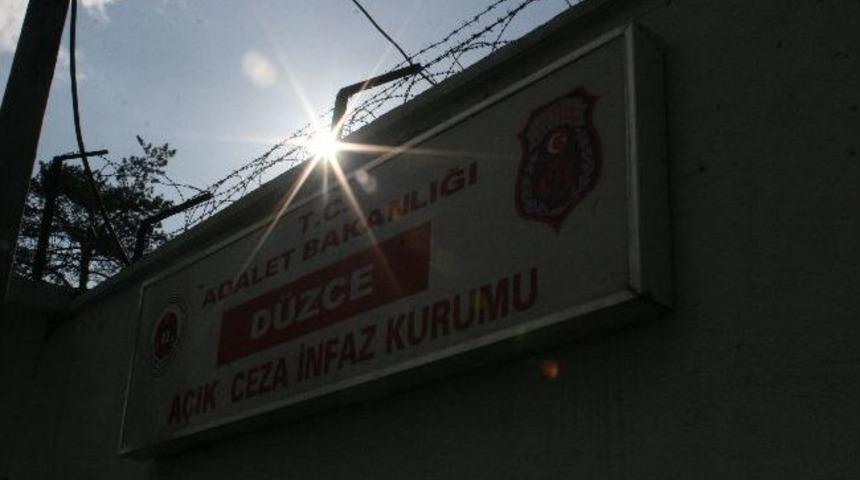 T.C.
ADALET BAKANLIĞI
DÜZCE
AÇIK CEZA İNFAZ KURUMU